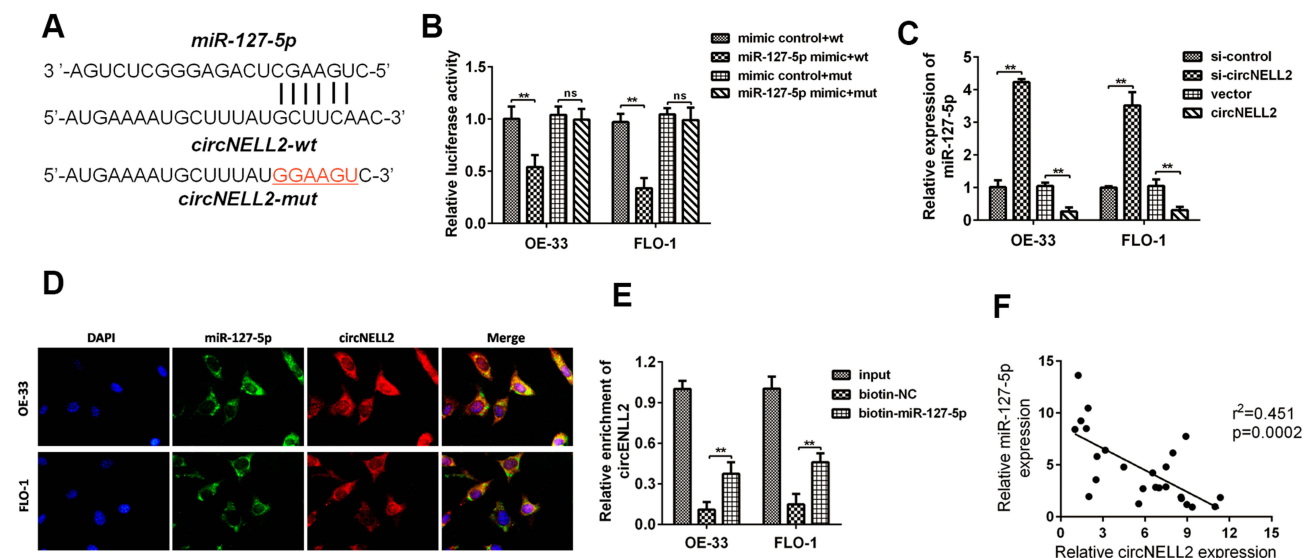 A
miR-127-5p
3 '-AGUCUCGGGAGACUCGAAGUC-5'
5'-AUGAAAAUGCUUUAUGCUUCAAC-3'
circNELL2-wt
5'-AUGAAAAUGCUUUAUGGAAGUC-3'
circNELL2-mut
B
Relative luciferase activity
1.5
1.0
0.5
0.0
**
ns
**
ns
OE-33
FLO-1
mimic control+wt
miR-127-5p mimic+wt
mimic control+mut
miR-127-5p mimic+mut
C
Relative expression of
miR-127-5p
5
4
3
2
1
0
**
**
**
**
OE-33
FLO-1
si-control
si-circNELL2
vector
circNELL2
D
DAPI
miR-127-5p
circNELL2
Merge
OE-33
FLO-1
E
Relative enrichment of
circENLL2
1.2
0.9
0.6
0.3
0.0
**
**
OE-33
FLO-1
input
biotin-NC
biotin-miR-127-5p
F
Relative miR-127-5p
expression
15
10
5
0
0
3
6
9
12
15
r²=0.451
p=0.0002
Relative circNELL2 expression